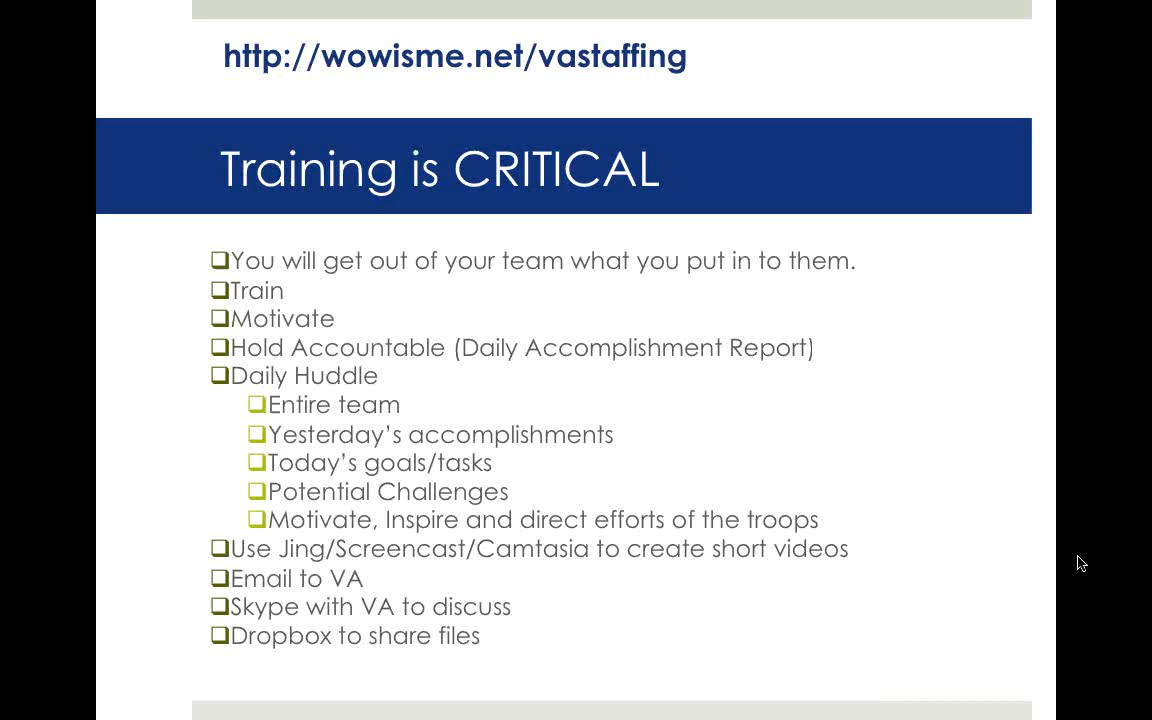 http://wowisme.net/vastaffing
Training is CRITICAL
❑You will get out of your team what you put in to them.
❑Train
❑Motivate
❑Hold Accountable (Daily Accomplishment Report)
❑Daily Huddle
❑Entire team
❑Yesterday’s accomplishments
❑Today’s goals/tasks
❑Potential Challenges
❑Motivate, Inspire and direct efforts of the troops
❑Use Jing/Screencast/Camtasia to create short videos
❑Email to VA
❑Skype with VA to discuss
❑Dropbox to share files